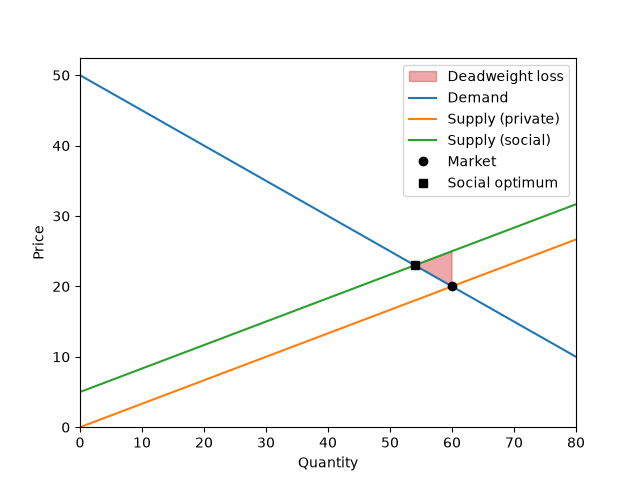 50
40
30
20
10
0
Price
Deadweight loss
Demand
Supply (private)
Supply (social)
Market
Social optimum
0 10 20 30 40 50 60 70 80
Quantity